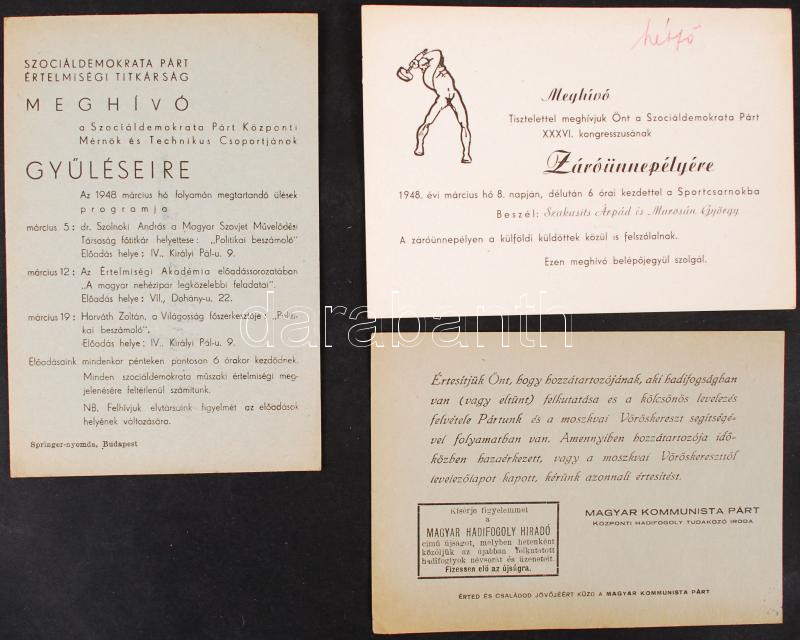 SZOCIÁLDEMOKRATA PÁRT
ÉRTELMISÉGI TITKÁRSÁG
MEGHÍVÓ
a Szociáldemokrata Párt Központi
Mérnök és Technikus Csoportjának
GYŰLÉSEIRE
Az 1948 március hó folyamán megtartandó ülések
programja
március 5: dr. Szolnoki András a Magyar Szovjet Művelődési
Társaság főtitkár helyettese: „Politikai beszámoló"
Előadás helye: IV., Királyi Pál-u. 9.
március 12: Az Értelmiségi Akadémia előadássorozatában
„A magyar nehézipar legközelebbi feladatai".
Előadás helye: VII., Dohány-u. 22.
március 19: Horváth Zoltán, a Világosság főszerkesztője: „Politi-
kai beszámoló".
Előadás helye: IV., Királyi Pál-u. 9.
Előadásaink mindenkor pénteken pontosan 6 órakor kezdődnek.
Minden szociáldemokrata műszaki értelmiségi meg-
jelenésére feltétlenül számítunk.
NB. Felhívjuk elvtársaink figyelmét az előadások
helyének változására.
Springer-nyomda, Budapest
hétfő
Meghívó
Tisztelettel meghívjuk Önt a Szociáldemokrata Párt
XXXVI. kongresszusának
Záróünnepélyére
1948. évi március hó 8. napján, délután 6 órai kezdettel a Sportcsarnokba
Beszél: Szakasits Árpád és Marosán György
A záróünnepélyen a külföldi küldöttek közül is felszólalnak.
Ezen meghívó belépőjegyül szolgál.
darabanth
Értesítjük Önt, hogy hozzátartozójának, aki hadifogságban
van (vagy eltűnt) felkutatása es a kölcsönös levelezés
felvétele Pártunk és a moszkvai Vöröskereszt segítségé-
vel folyamatban van. Amennyiben hozzátartozója idő-
közben hazaérkezett, vagy a moszkvai Vöröskereszttől
levelezőlapot kapott, kérünk azonnali értesítést.
Kisérje figyelemmel
a
MAGYAR HADIFOGOLY HIRADÓ
című újságot, melyben hetenként
közöljük az újabban felkutatott
hadifoglyok névsorát és üzeneteit.
Fizessen elő az újságra.
MAGYAR KOMMUNISTA PÁRT
KÖZPONTI HADIFOGOLY TUDAKOZÓ IRODA
ÉRTED ÉS CSALÁDOD JÖVŐJÉÉRT KÜZD A MAGYAR KOMMUNISTA PÁRT